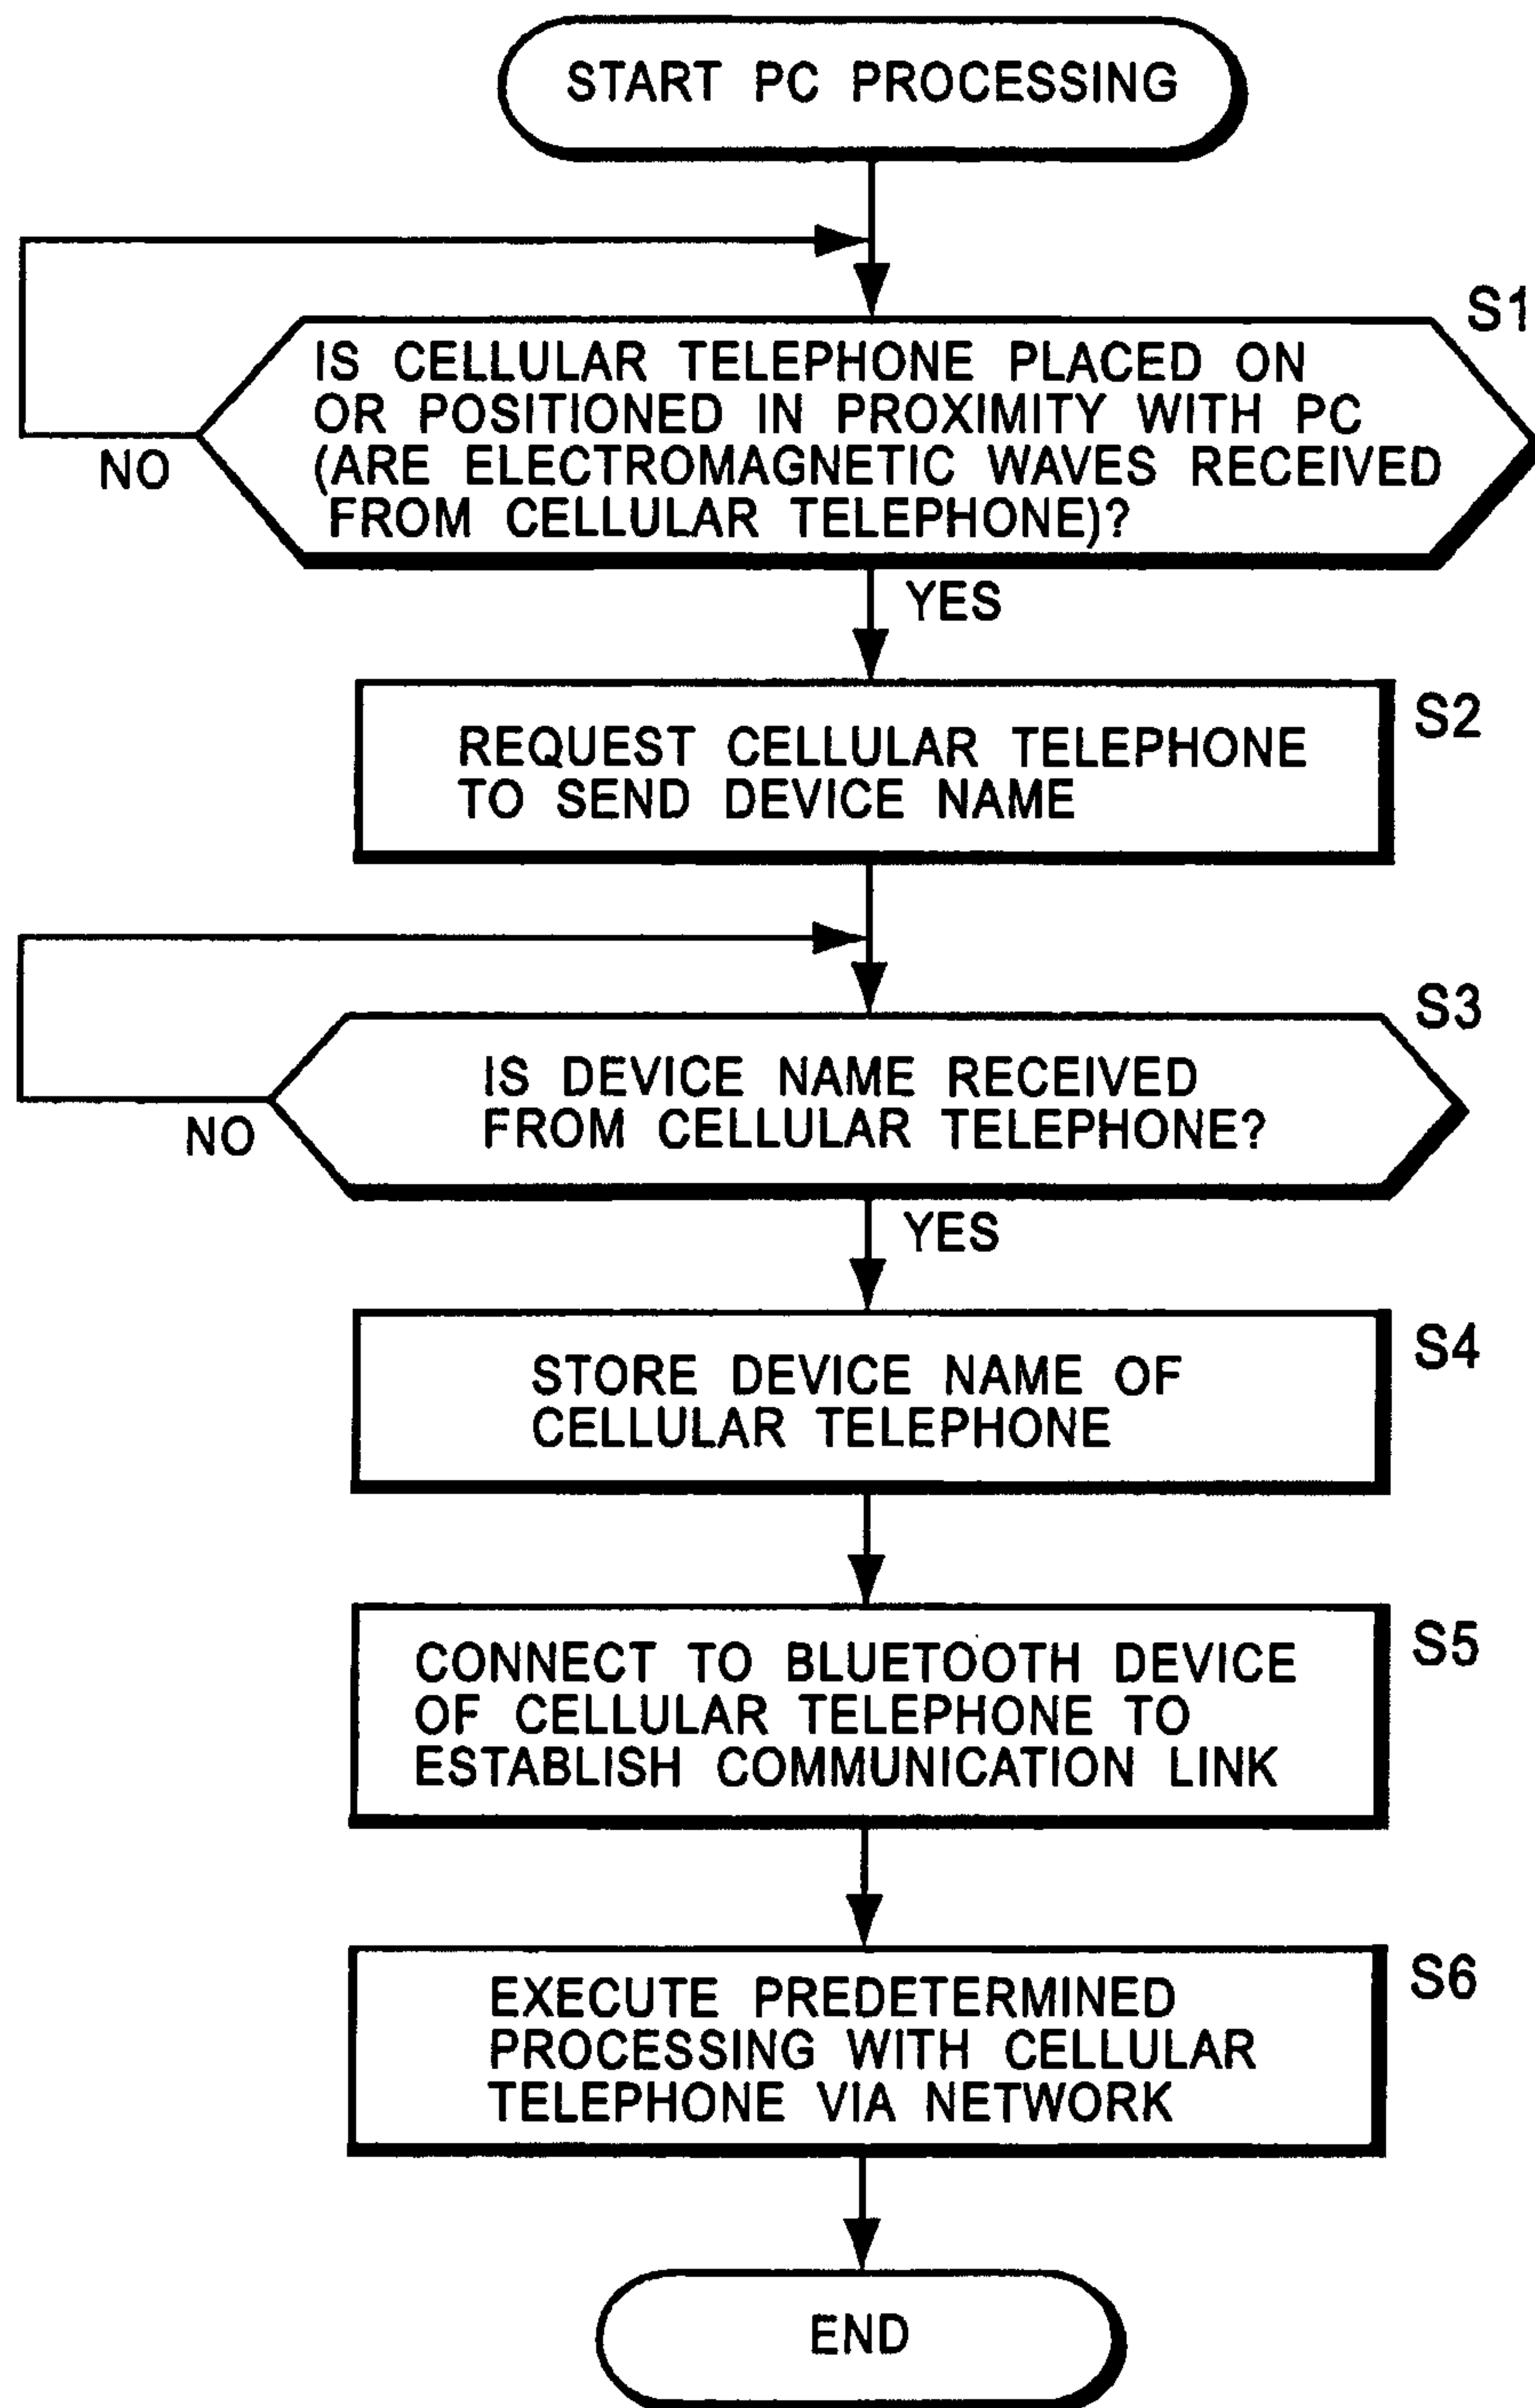 START PC PROCESSING
S1
IS CELLULAR TELEPHONE PLACED ON
OR POSITIONED IN PROXIMITY WITH PC
(ARE ELECTROMAGNETIC WAVES RECEIVED
FROM CELLULAR TELEPHONE)?
NO
YES
S2
REQUEST CELLULAR TELEPHONE
TO SEND DEVICE NAME
S3
IS DEVICE NAME RECEIVED
FROM CELLULAR TELEPHONE?
NO
YES
S4
STORE DEVICE NAME OF
CELLULAR TELEPHONE
S5
CONNECT TO BLUETOOTH DEVICE
OF CELLULAR TELEPHONE TO
ESTABLISH COMMUNICATION LINK
S6
EXECUTE PREDETERMINED
PROCESSING WITH CELLULAR
TELEPHONE VIA NETWORK
END